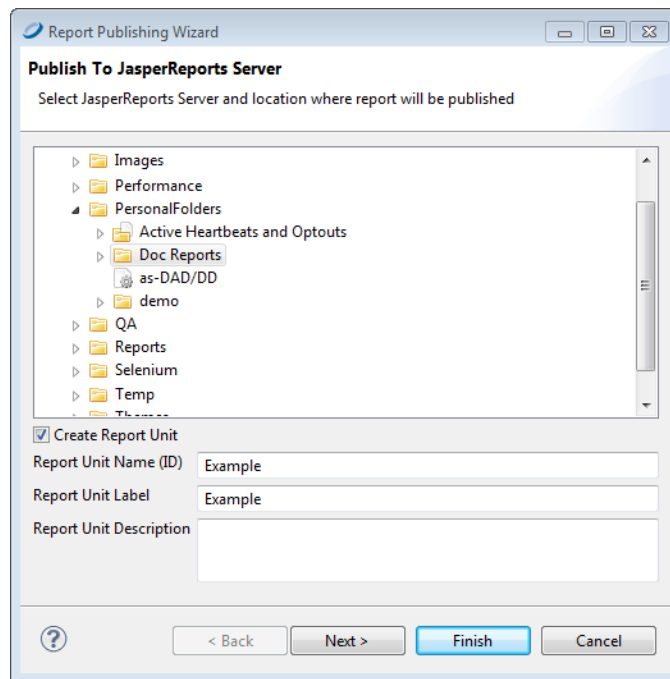 Report Publishing Wizard
Publish To JasperReports Server
Select JasperReports Server and location where report will be published
Images
Performance
PersonalFolders
Active Heartbeats and Optouts
Doc Reports
as-DAD/DD
demo
QA
Reports
Selenium
Temp
Themes
Create Report Unit
Report Unit Name (ID) Example
Report Unit Label Example
Report Unit Description
? < Back Next > Finish Cancel